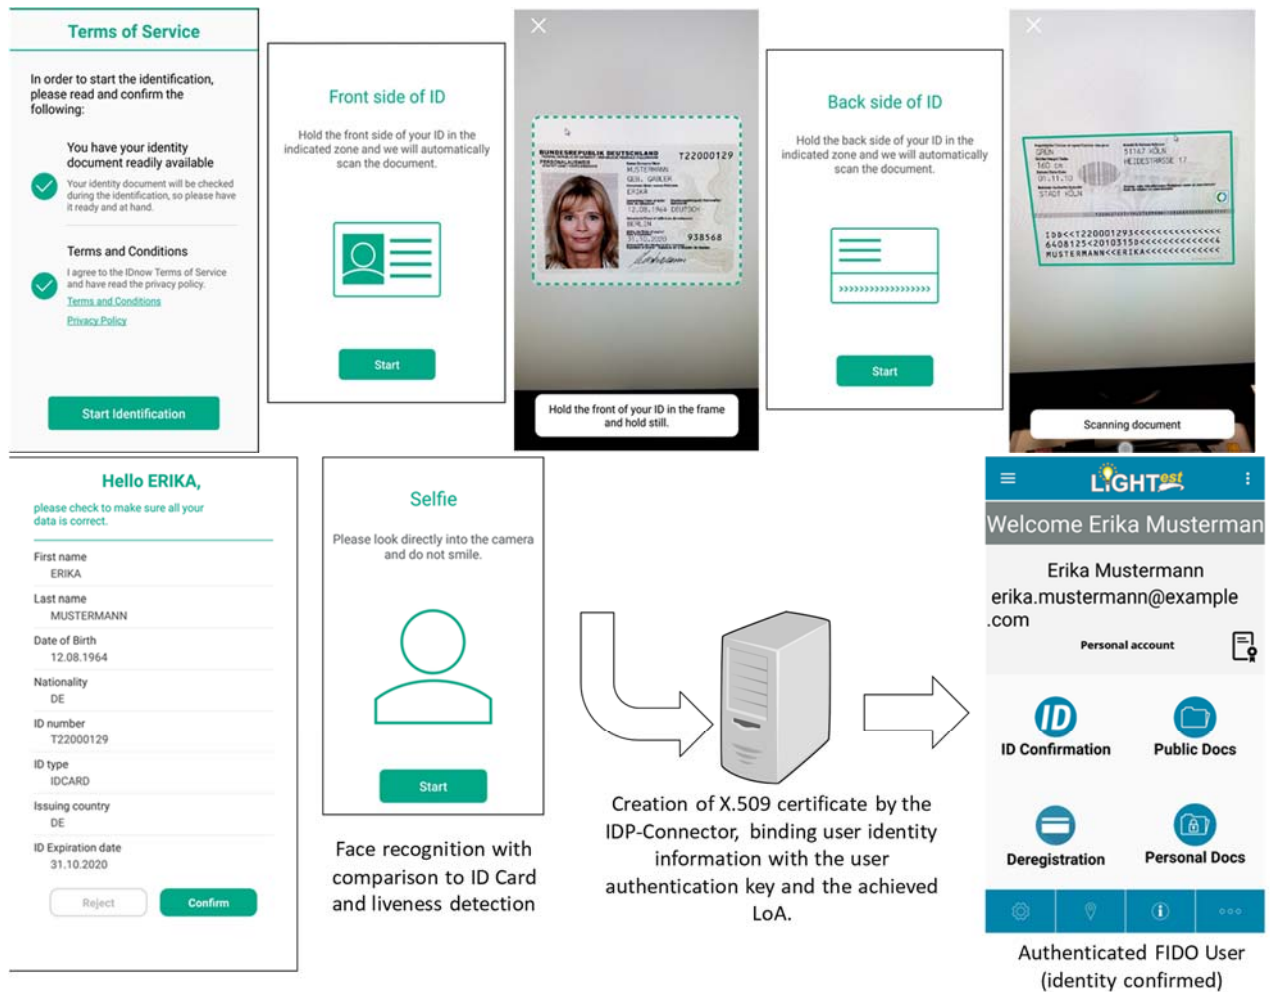 Terms of Service
In order to start the identification,
please read and confirm the
following:
You have your identity
document readily available
Your identity document will be checked
during the identification, so please have
it ready and at hand.
Terms and Conditions
I agree to the IDnow Terms of Service
and have read the privacy policy.
Terms and Conditions
Privacy Policy
Start Identification
Front side of ID
Hold the front side of your ID in the
indicated zone and we will automatically
scan the document.
Start
BUNDESREPUBLIK DEUTSCHLAND
T22000129
MUSTERMANN
GEB. GABLER
ERIKA
12.08.1964 DEUTSCH
BERLIN
31.10.2020
938568
Hold the front of your ID in the frame
and hold still.
Back side of ID
Hold the back side of your ID in the
indicated zone and we will automatically
scan the document.
Start
GRÜN
160 cm
01.11.10
STADT KÖLN
51147 KÖLN
HEIDESTRASSE 17
IDD<<T220001293<<<<<<<<<<<<<<<
6408125<2010315D<<<<<<<<<<<<<4
MUSTERMANN<<ERIKA<<<<<<<<<<<<<
Scanning document
Hello ERIKA,
please check to make sure all your
data is correct.
First name
ERIKA
Last name
MUSTERMANN
Date of Birth
12.08.1964
Nationality
DE
ID number
T22000129
ID type
IDCARD
Issuing country
DE
ID Expiration date
31.10.2020
Reject
Confirm
Selfie
Please look directly into the camera
and do not smile.
Start
Face recognition with
comparison to ID Card
and liveness detection
Creation of X.509 certificate by the
IDP-Connector, binding user identity
information with the user
authentication key and the achieved
LoA.
LIGHTest
Welcome Erika Musterman
Erika Mustermann
erika.mustermann@example
.com
Personal account
ID
ID Confirmation
Public Docs
Deregistration
Personal Docs
Authenticated FIDO User
(identity confirmed)